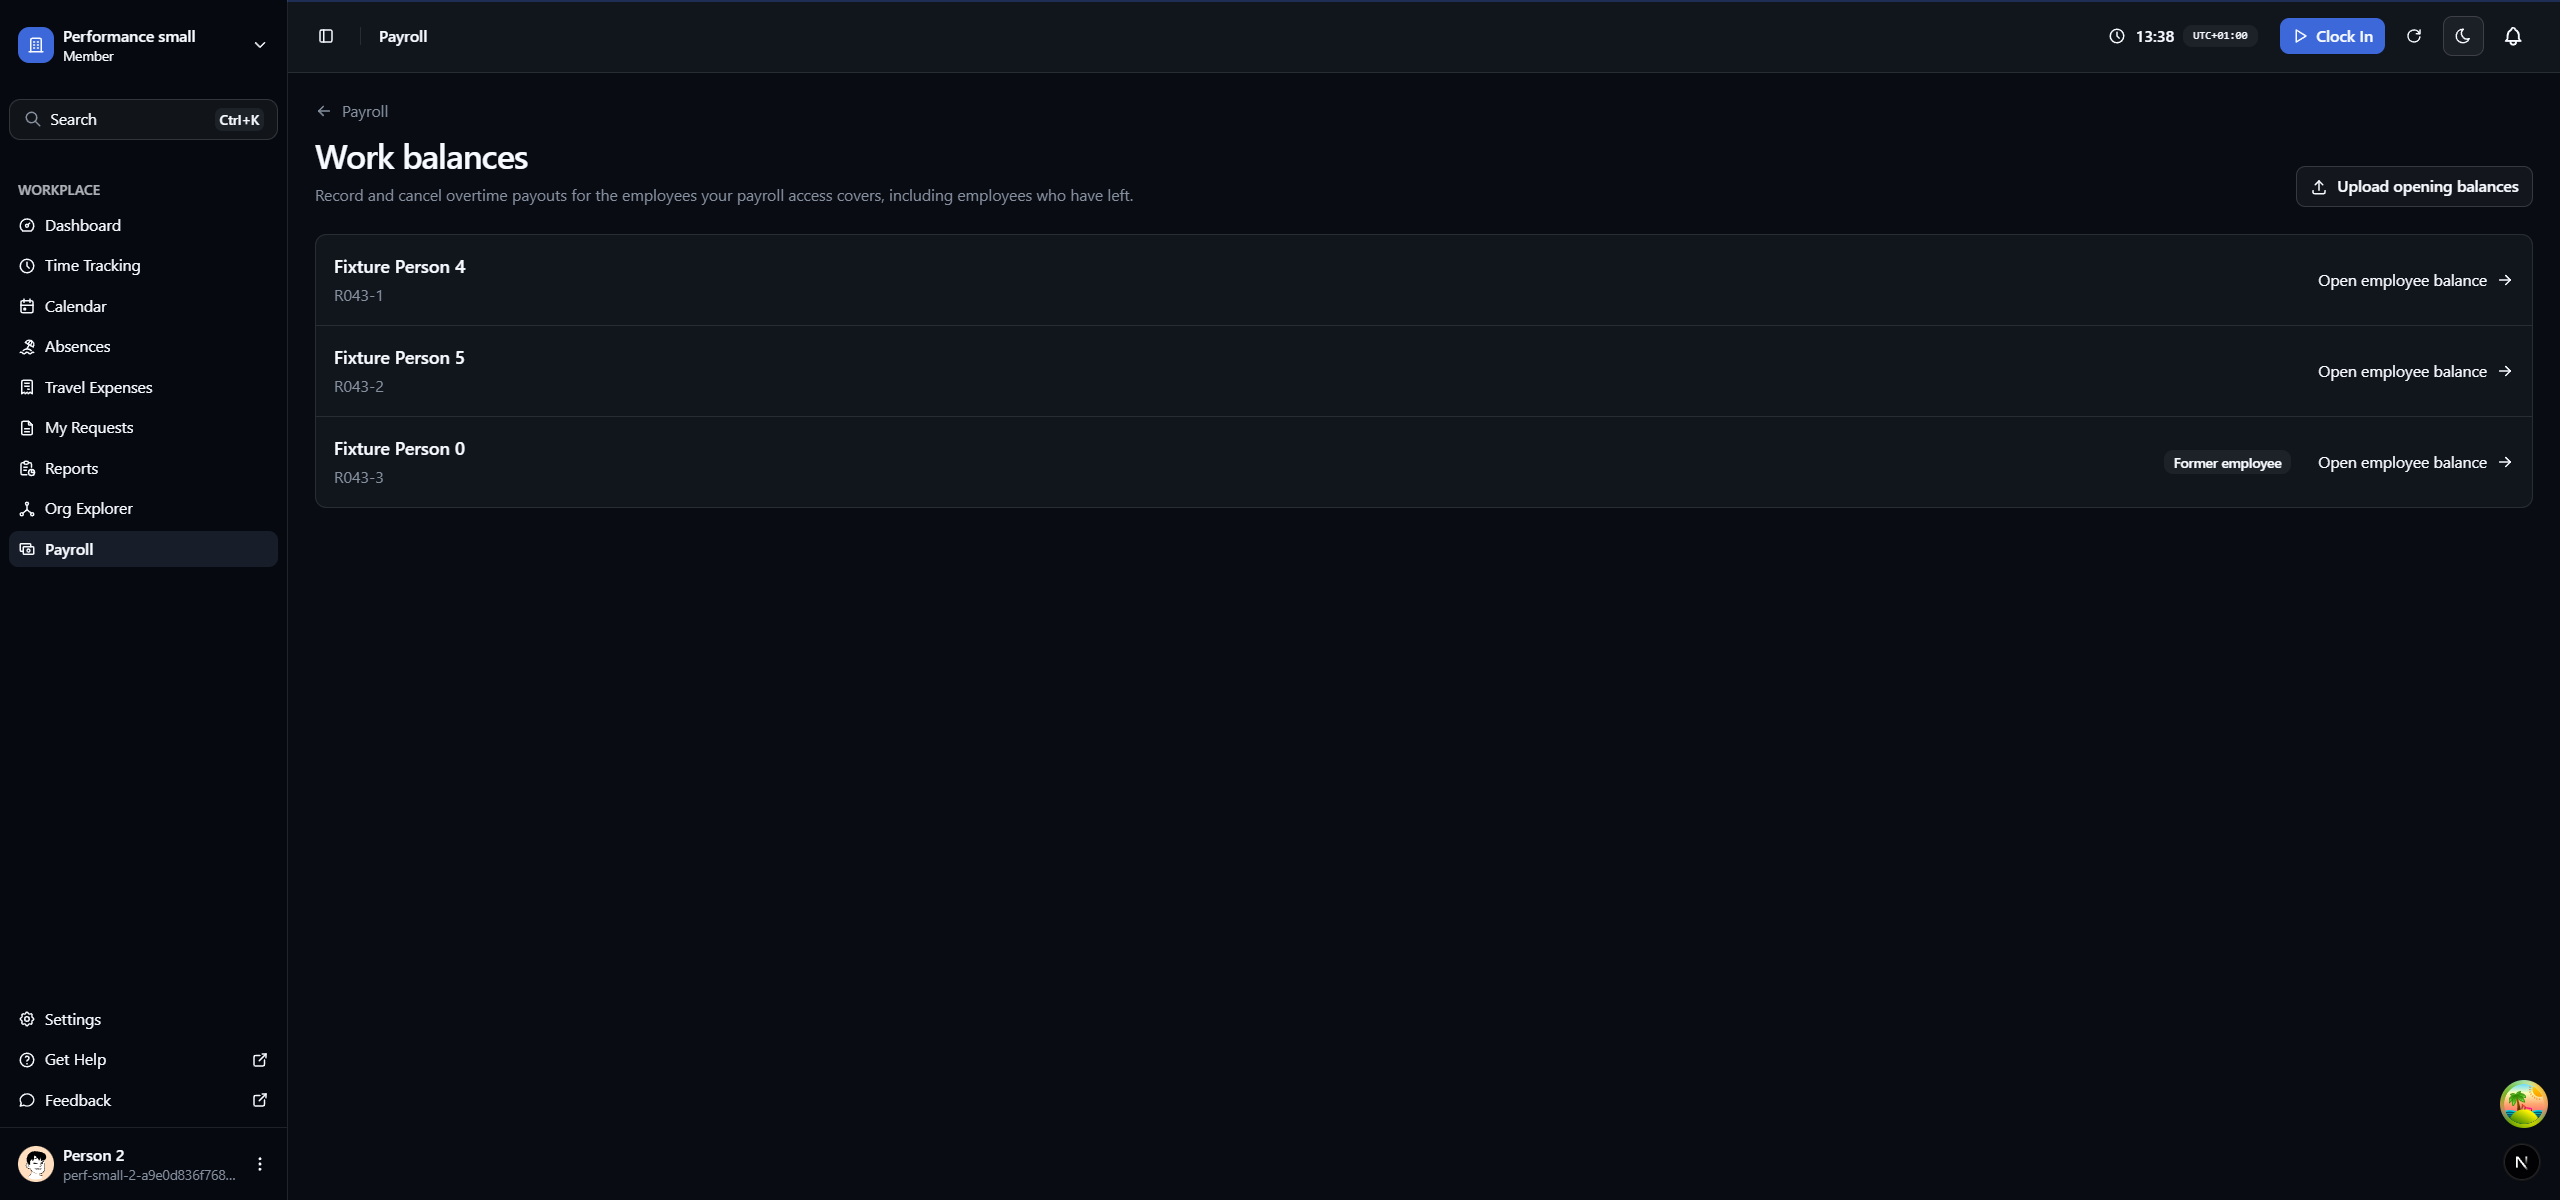 Performance small
Member
Search
Ctrl+K
WORKPLACE
Dashboard
Time Tracking
Calendar
Absences
Travel Expenses
My Requests
Reports
Org Explorer
Payroll
Settings
Get Help
Feedback
Person 2
perf-small-2-a9e0d836f768...
Payroll
13:38
UTC+01:00
Clock In
Payroll
Work balances
Record and cancel overtime payouts for the employees your payroll access covers, including employees who have left.
Upload opening balances
Fixture Person 4
R043-1
Open employee balance
Fixture Person 5
R043-2
Open employee balance
Fixture Person 0
R043-3
Former employee
Open employee balance
N